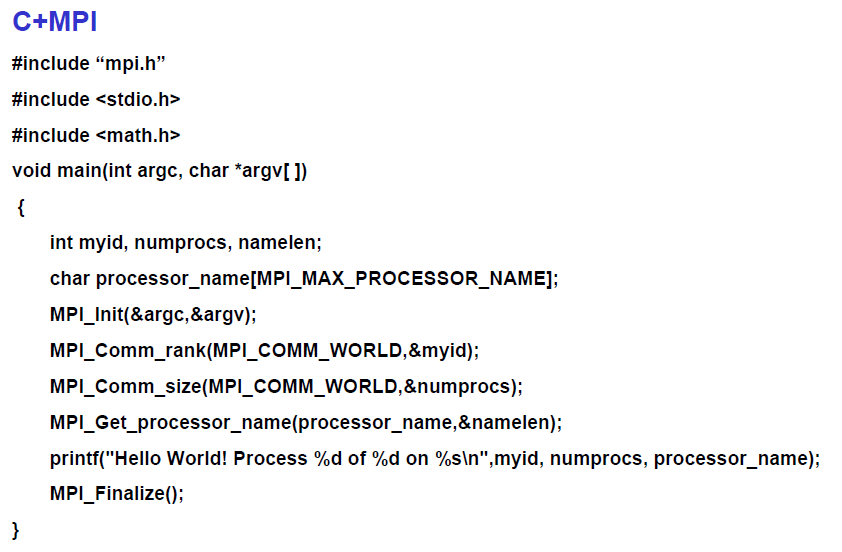 C+MPI
#include “mpi.h”
#include <stdio.h>
#include <math.h>
void main(int argc, char *argv[ ])
{
int myid, numprocs, namelen;
char processor_name[MPI_MAX_PROCESSOR_NAME];
MPI_Init(&argc,&argv);
MPI_Comm_rank(MPI_COMM_WORLD,&myid);
MPI_Comm_size(MPI_COMM_WORLD,&numprocs);
MPI_Get_processor_name(processor_name,&namelen);
printf("Hello World! Process %d of %d on %s\n",myid, numprocs, processor_name);
MPI_Finalize();
}